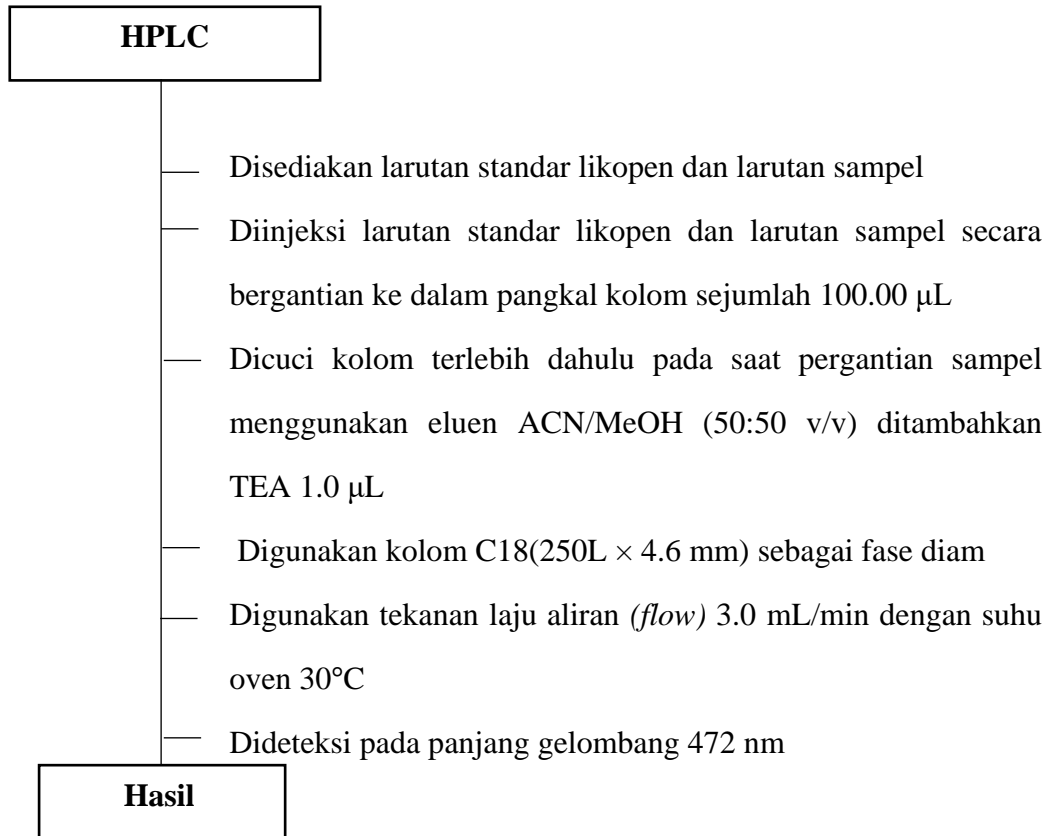 HPLC
Disediakan larutan standar likopen dan larutan sampel
Diinjeksi larutan standar likopen dan larutan sampel secara
bergantian ke dalam pangkal kolom sejumlah 100.00 μL
Dicuci kolom terlebih dahulu pada saat pergantian sampel
menggunakan eluen ACN/MeOH (50:50 v/v) ditambahkan
TEA 1.0 μL
Digunakan kolom C18(250L × 4.6 mm) sebagai fase diam
Digunakan tekanan laju aliran (flow) 3.0 mL/min dengan suhu
oven 30°C
Dideteksi pada panjang gelombang 472 nm
Hasil